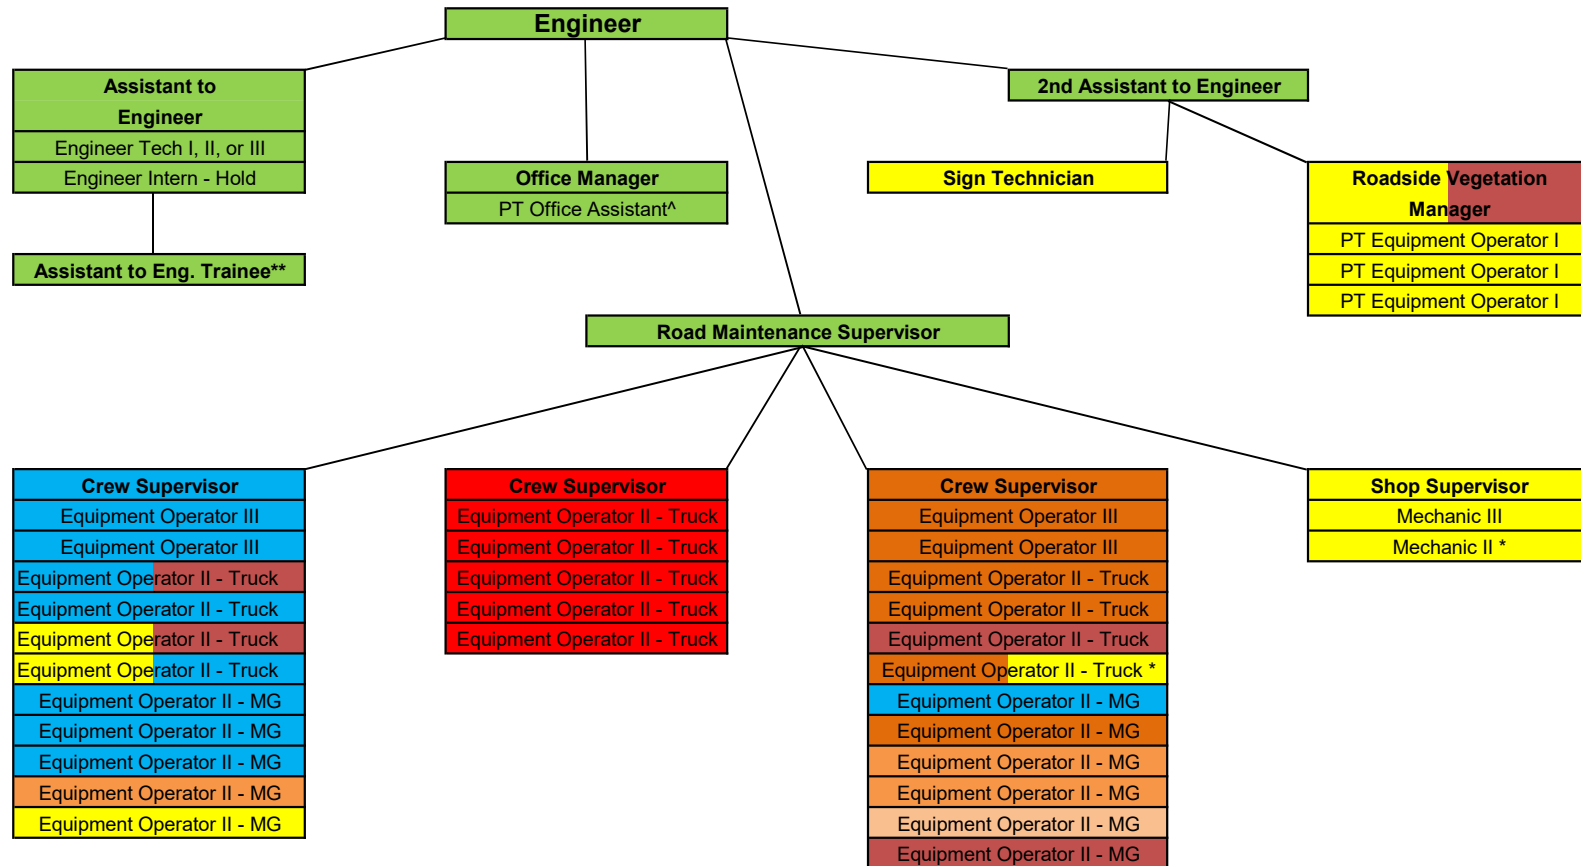 Engineer
Assistant to
Engineer
Engineer Tech I, II, or III
Engineer Intern - Hold
Assistant to Eng. Trainee**
Office Manager
PT Office Assistant^
2nd Assistant to Engineer
Sign Technician
Roadside Vegetation
Manager
PT Equipment Operator I
PT Equipment Operator I
PT Equipment Operator I
Road Maintenance Supervisor
Crew Supervisor
Equipment Operator III
Equipment Operator III
Equipment Operator II - Truck
Equipment Operator II - Truck
Equipment Operator II - Truck
Equipment Operator II - Truck
Equipment Operator II - MG
Equipment Operator II - MG
Equipment Operator II - MG
Equipment Operator II - MG
Equipment Operator II - MG
Crew Supervisor
Equipment Operator II - Truck
Equipment Operator II - Truck
Equipment Operator II - Truck
Equipment Operator II - Truck
Equipment Operator II - Truck
Crew Supervisor
Equipment Operator III
Equipment Operator III
Equipment Operator II - Truck
Equipment Operator II - Truck
Equipment Operator II - Truck
Equipment Operator II - Truck *
Equipment Operator II - MG
Equipment Operator II - MG
Equipment Operator II - MG
Equipment Operator II - MG
Equipment Operator II - MG
Equipment Operator II - MG
Shop Supervisor
Mechanic III
Mechanic II *